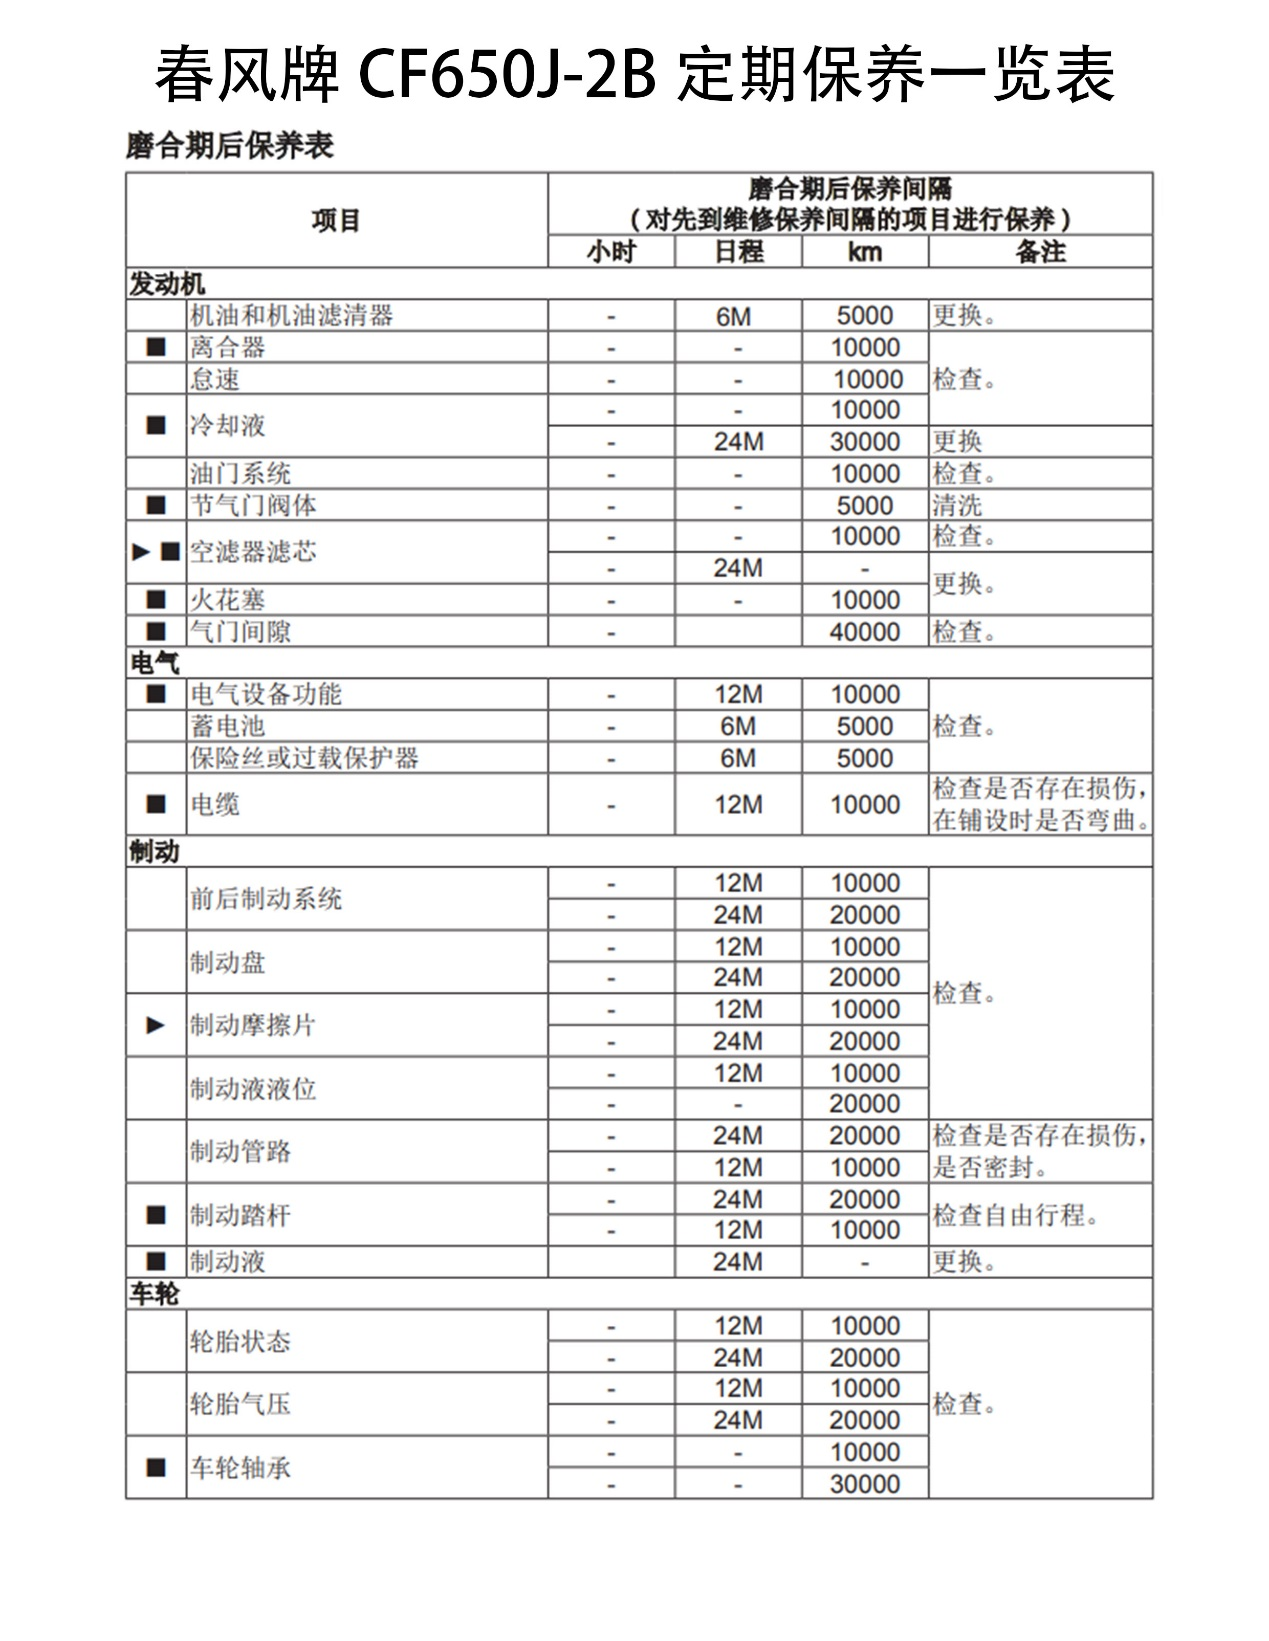 春风牌 CF650J-2B 定期保养一览表
磨合期后保养表
项目
磨合期后保养间隔
（对先到维修保养间隔的项目进行保养）
小时 日程 km 备注
发动机
机油和机油滤清器 - 6M 5000 更换。
■ 离合器 - - 10000
怠速 - - 10000 检查。
■ 冷却液 - - 10000
- 24M 30000 更换
油门系统 - - 10000 检查。
■ 节气门阀体 - - 5000 清洗
▶ ■ 空滤器滤芯 - - 10000 检查。
- 24M - 更换。
■ 火花塞 - - 10000
■ 气门间隙 - 40000 检查。
电气
■ 电气设备功能 - 12M 10000
蓄电池 - 6M 5000 检查。
保险丝或过载保护器 - 6M 5000
■ 电缆 - 12M 10000 检查是否存在损伤，
在铺设时是否弯曲。
制动
前后制动系统 - 12M 10000
- 24M 20000
制动盘 - 12M 10000
- 24M 20000
检查。
▶ 制动摩擦片 - 12M 10000
- 24M 20000
制动液液位 - 12M 10000
- - 20000
制动管路 - 24M 20000 检查是否存在损伤，
- 12M 10000 是否密封。
■ 制动踏杆 - 24M 20000 检查自由行程。
- 12M 10000
■ 制动液 24M - 更换。
车轮
轮胎状态 - 12M 10000
- 24M 20000
轮胎气压 - 12M 10000 检查。
- 24M 20000
■ 车轮轴承 - - 10000
- - 30000